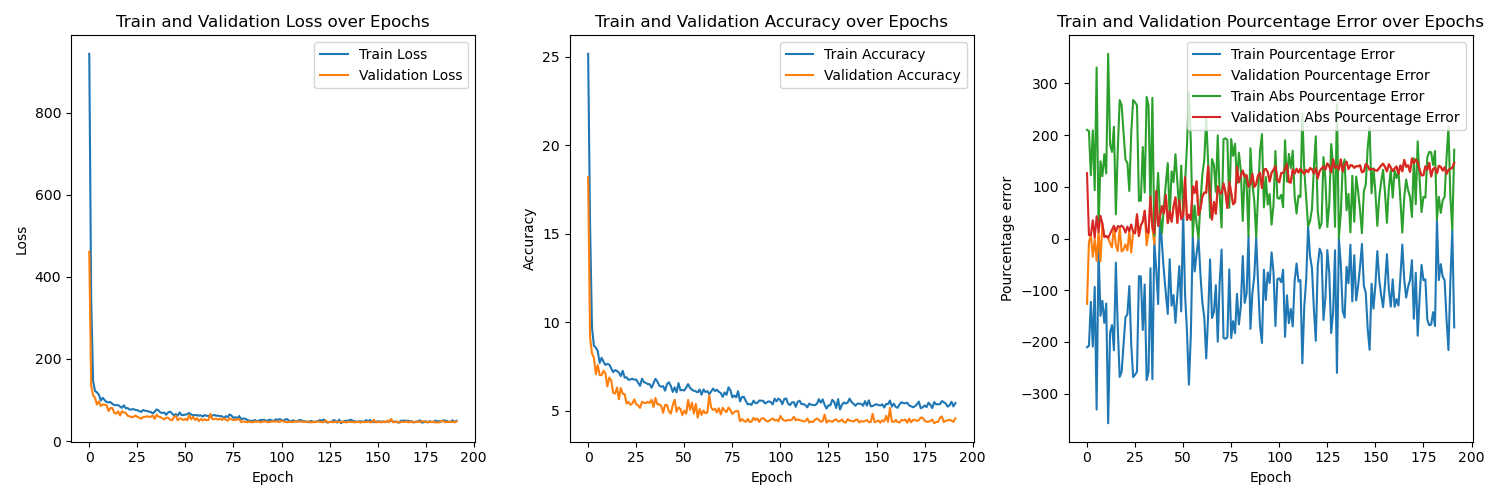 Train and Validation Loss over Epochs
Train Loss
Validation Loss
Loss
800
600
400
200
0
0 25 50 75 100 125 150 175 200
Epoch
Train and Validation Accuracy over Epochs
Train Accuracy
Validation Accuracy
Accuracy
25
20
15
10
5
0 25 50 75 100 125 150 175 200
Epoch
Train and Validation Pourcentage Error over Epochs
Train Pourcentage Error
Validation Pourcentage Error
Train Abs Pourcentage Error
Validation Abs Pourcentage Error
Pourcentage error
300
200
100
0
−100
−200
−300
0 25 50 75 100 125 150 175 200
Epoch